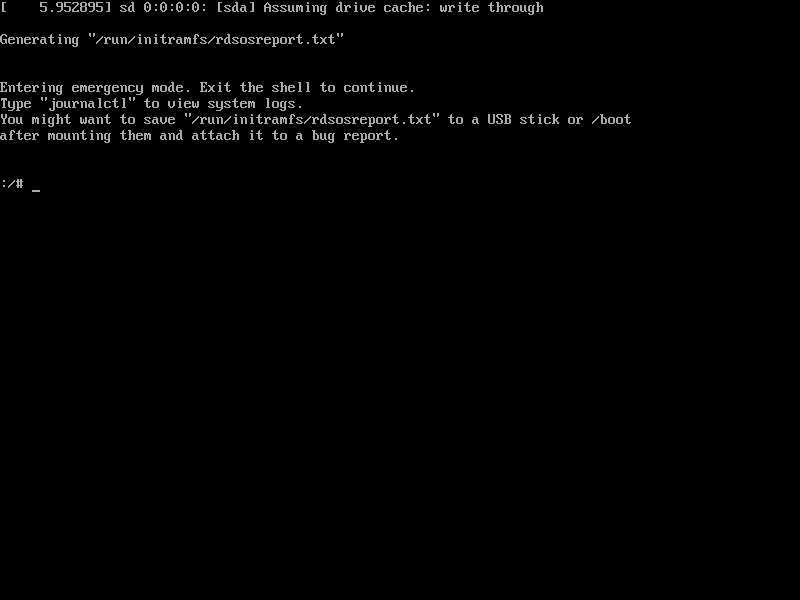 [    5.952895] sd 0:0:0:0: [sda] Assuming drive cache: write through
Generating "/run/initramfs/rdsosreport.txt"
Entering emergency mode. Exit the shell to continue.
Type "journalctl" to view system logs.
You might want to save "/run/initramfs/rdsosreport.txt" to a USB stick or /boot
after mounting them and attach it to a bug report.
:/# _